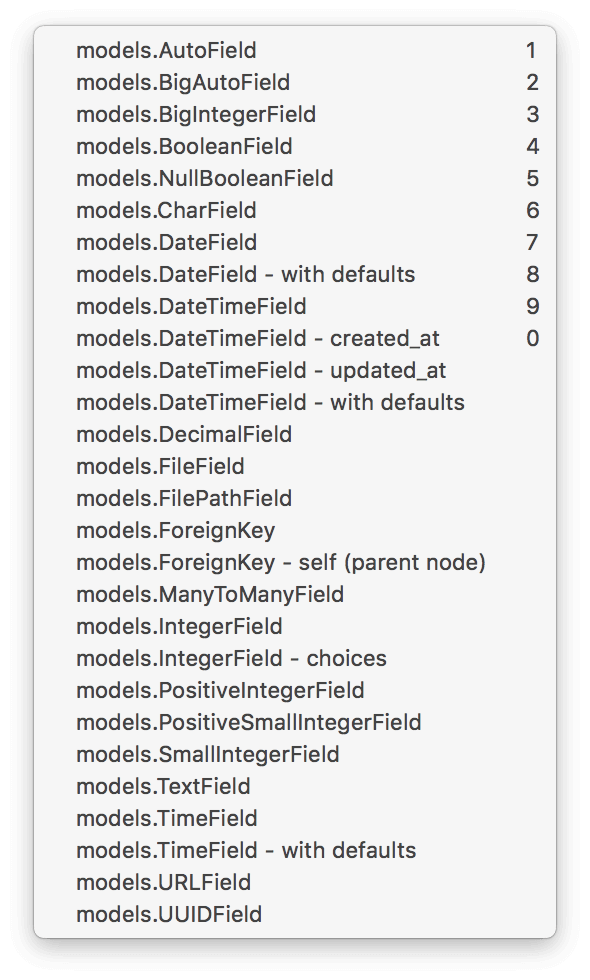 models.AutoField 1
models.BigAutoField 2
models.BigIntegerField 3
models.BooleanField 4
models.NullBooleanField 5
models.CharField 6
models.DateField 7
models.DateField - with defaults 8
models.DateTimeField 9
models.DateTimeField - created_at 0
models.DateTimeField - updated_at
models.DateTimeField - with defaults
models.DecimalField
models.FileField
models.FilePathField
models.ForeignKey
models.ForeignKey - self (parent node)
models.ManyToManyField
models.IntegerField
models.IntegerField - choices
models.PositiveIntegerField
models.PositiveSmallIntegerField
models.SmallIntegerField
models.TextField
models.TimeField
models.TimeField - with defaults
models.URLField
models.UUIDField